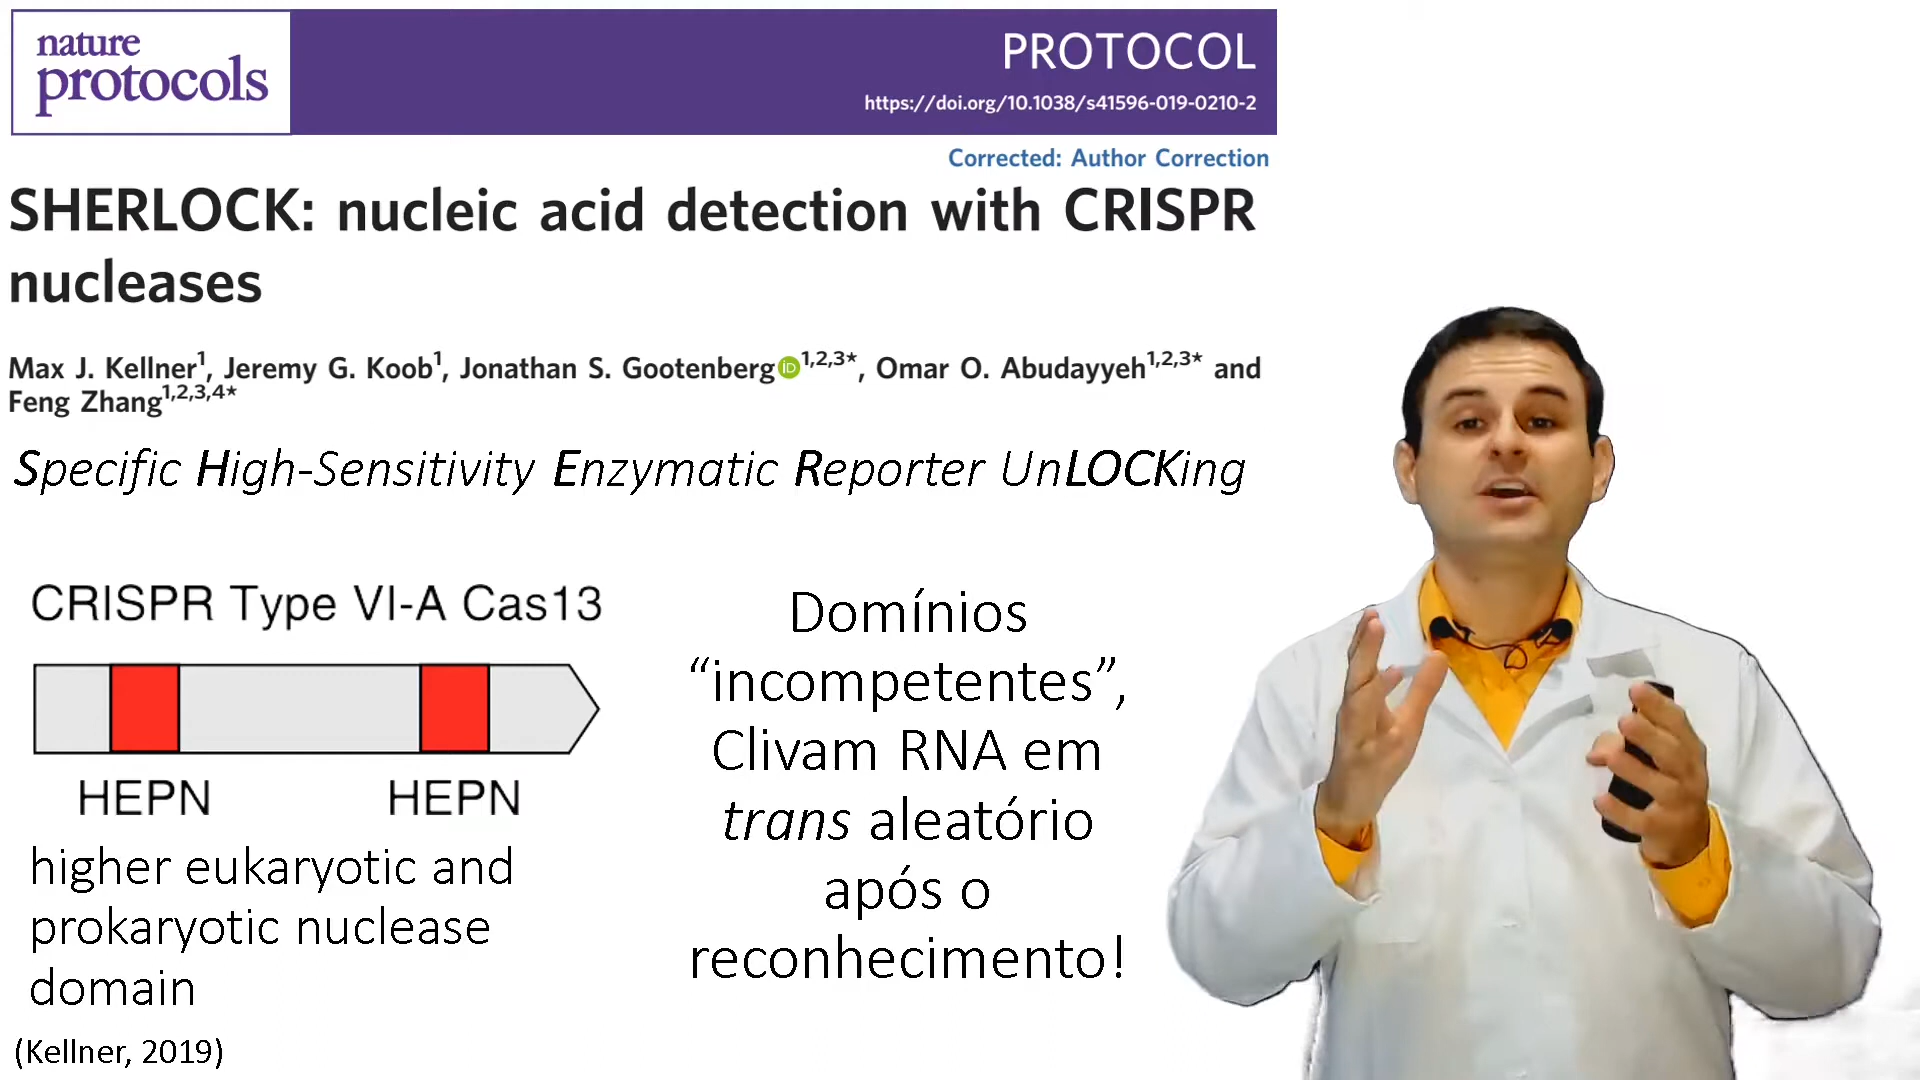 nature
protocols
PROTOCOL
https://doi.org/10.1038/s41596-019-0210-2
Corrected: Author Correction
SHERLOCK: nucleic acid detection with CRISPR
nucleases
Max J. Kellner1, Jeremy G. Koob1, Jonathan S. Gootenberg iD 1,2,3*, Omar O. Abudayyeh1,2,3* and
Feng Zhang1,2,3,4*
Specific High-Sensitivity Enzymatic Reporter UnLOCKing
CRISPR Type VI-A Cas13
HEPN HEPN
higher eukaryotic and
prokaryotic nuclease
domain
(Kellner, 2019)
Domínios
“incompetentes”,
Clivam RNA em
trans aleatório
após o
reconhecimento!